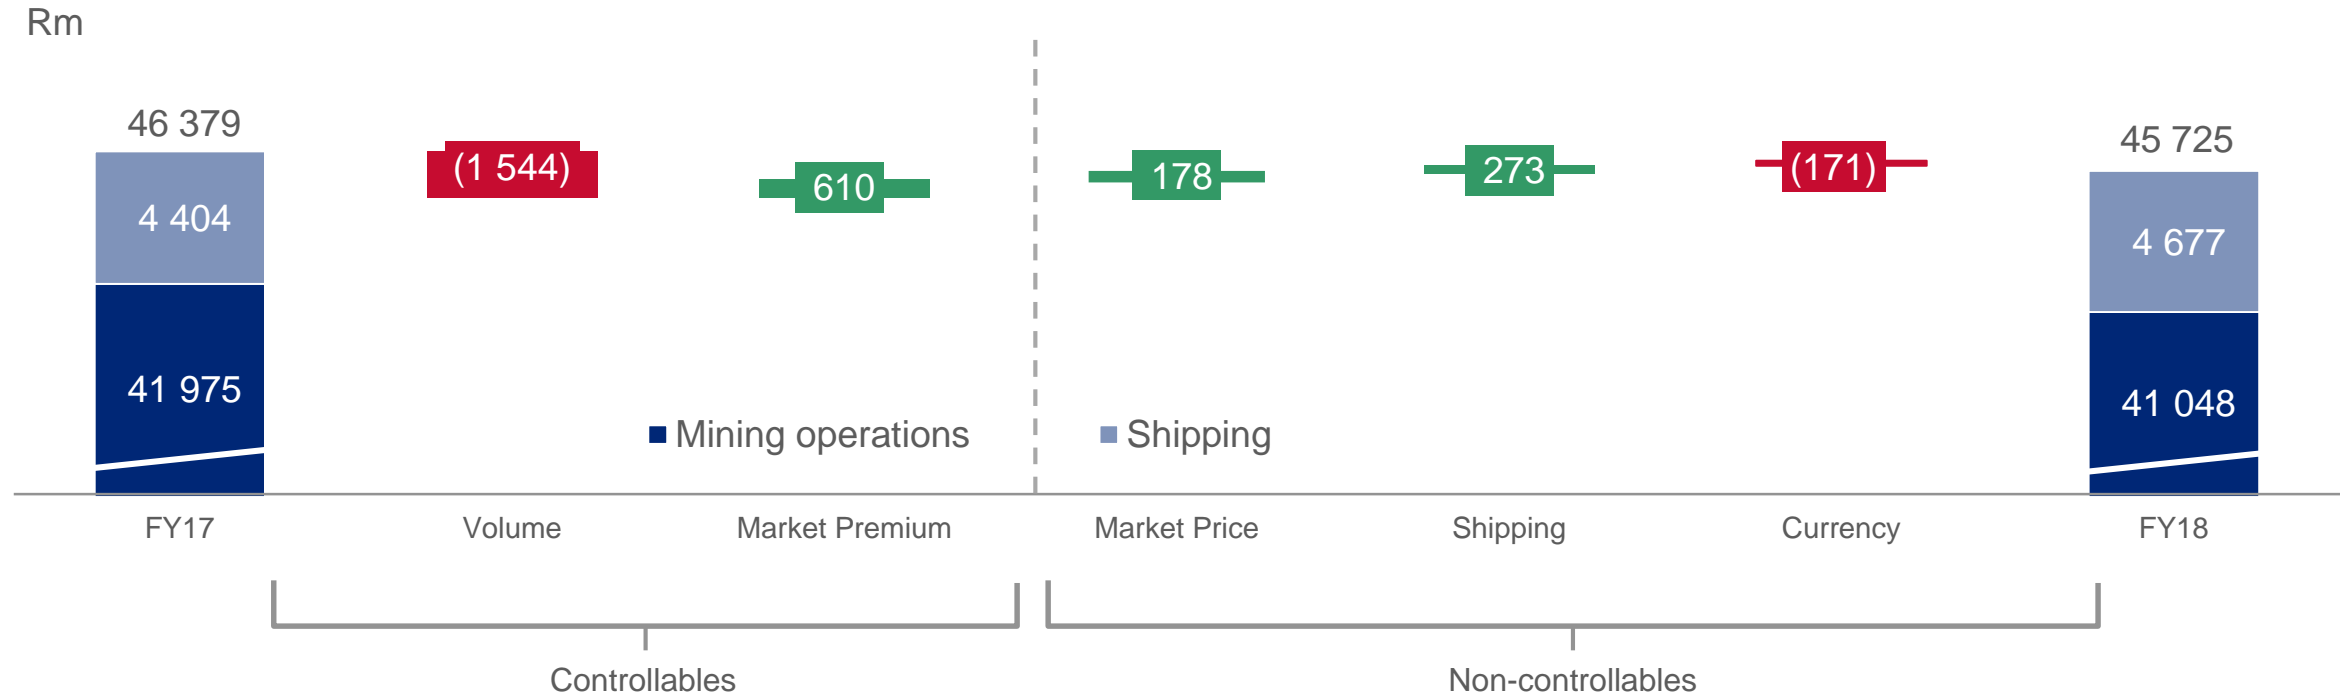 Rm
46 379
4 404
41 975
(1 544)
610
178
273
(171)
45 725
4 677
41 048
Mining operations
Shipping
FY17
Volume
Market Premium
Market Price
Shipping
Currency
FY18
Controllables
Non-controllables